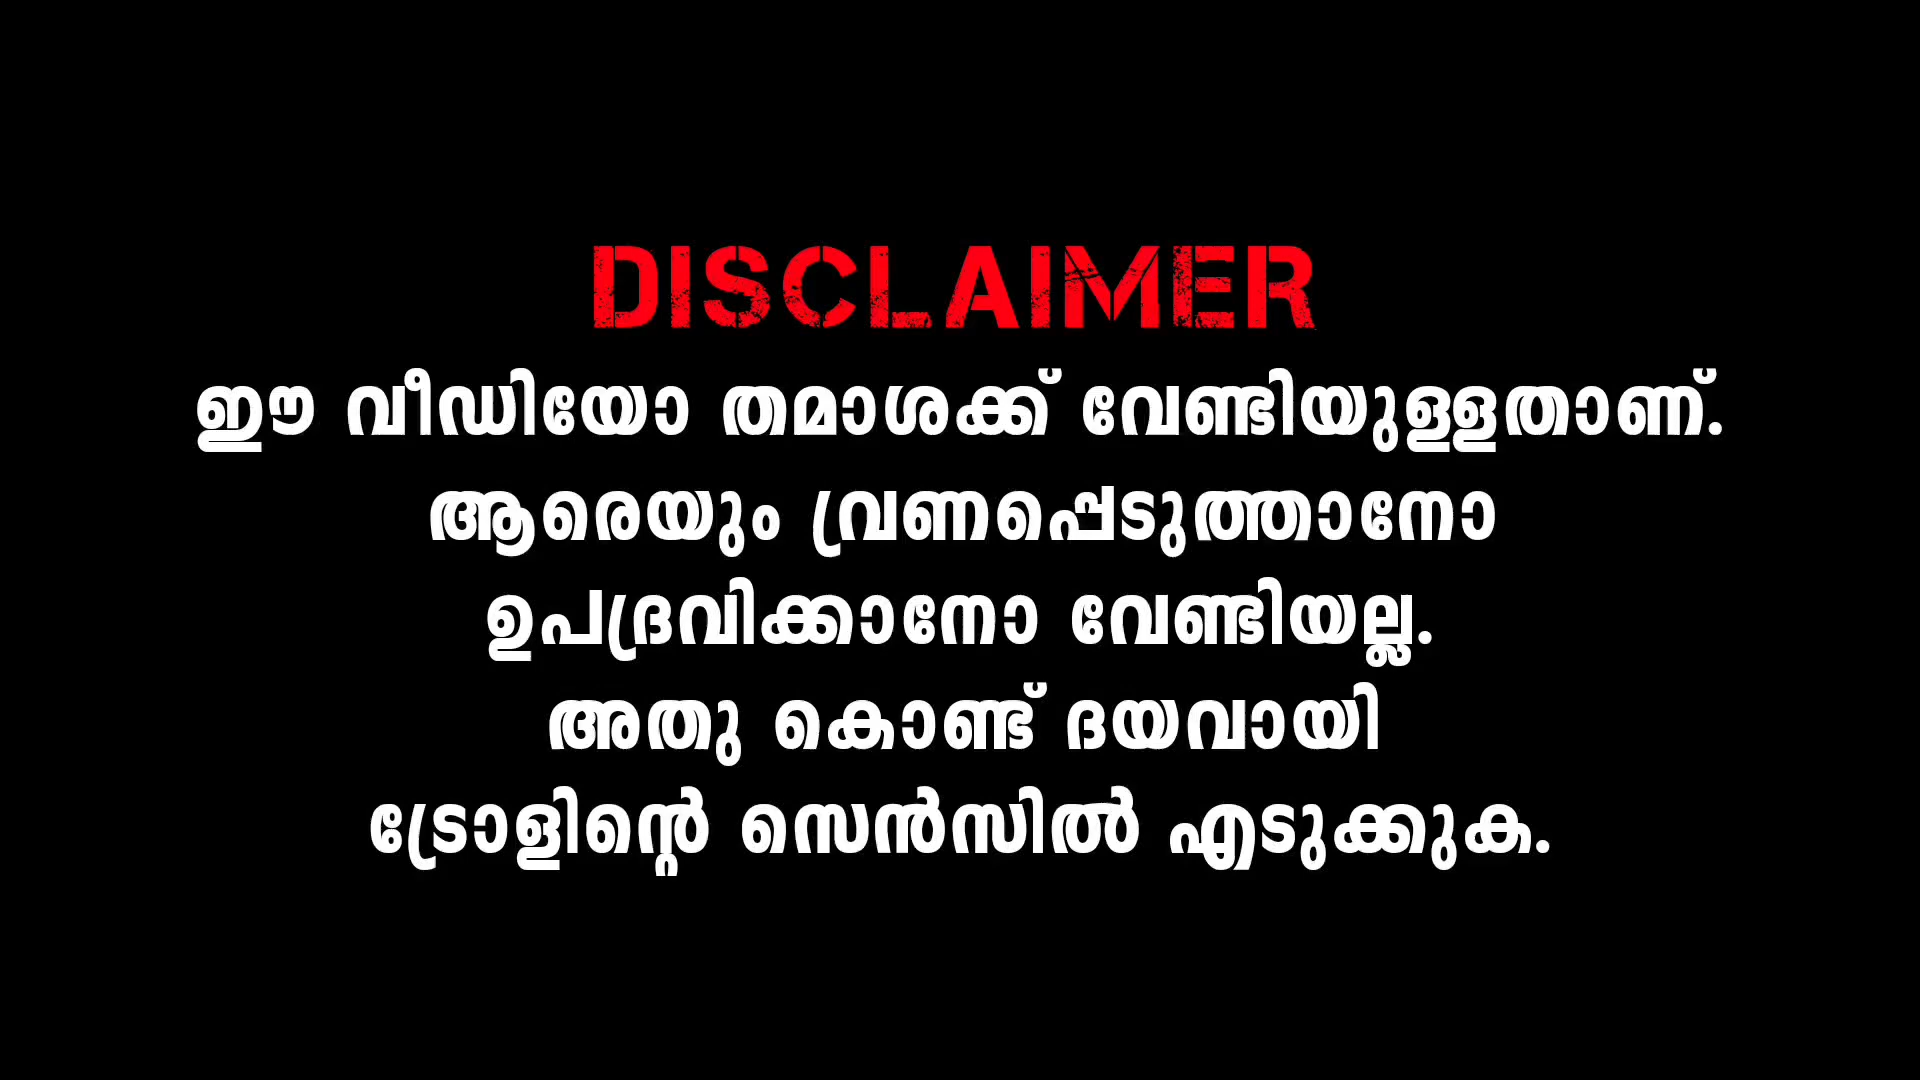 DISCLAIMER
ഈ വീഡിയോ തമാശക്ക് വേണ്ടിയുള്ളതാണ്.
ആരെയും വ്രണപ്പെടുത്താനോ
ഉപദ്രവിക്കാനോ വേണ്ടിയല്ല.
അതു കൊണ്ട് ദയവായി
ട്രോളിന്റെ സെൻസിൽ എടുക്കുക.